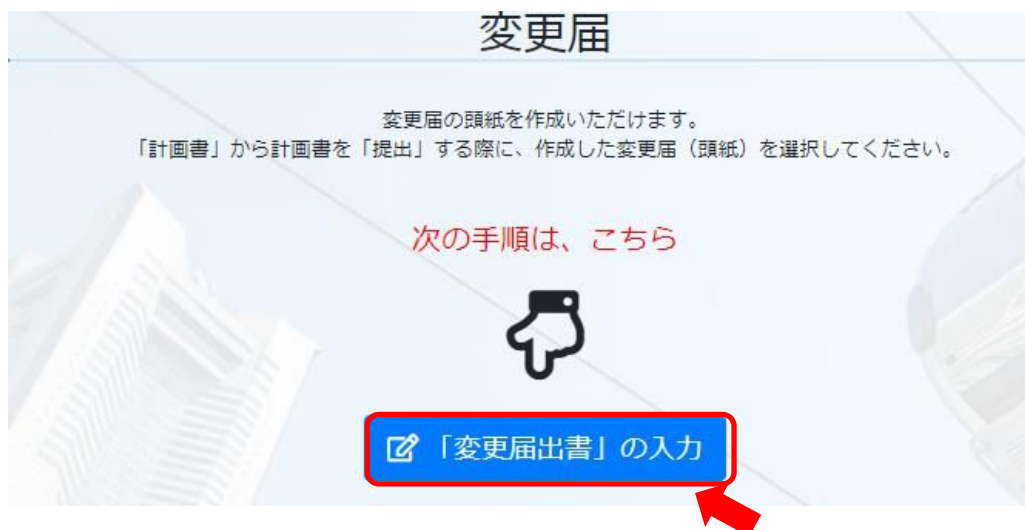 変更届
変更届の頭紙を作成いただけます。
「計画書」から計画書を「提出」する際に、作成した変更届（頭紙）を選択してください。
次の手順は、こちら
「変更届出書」の入力